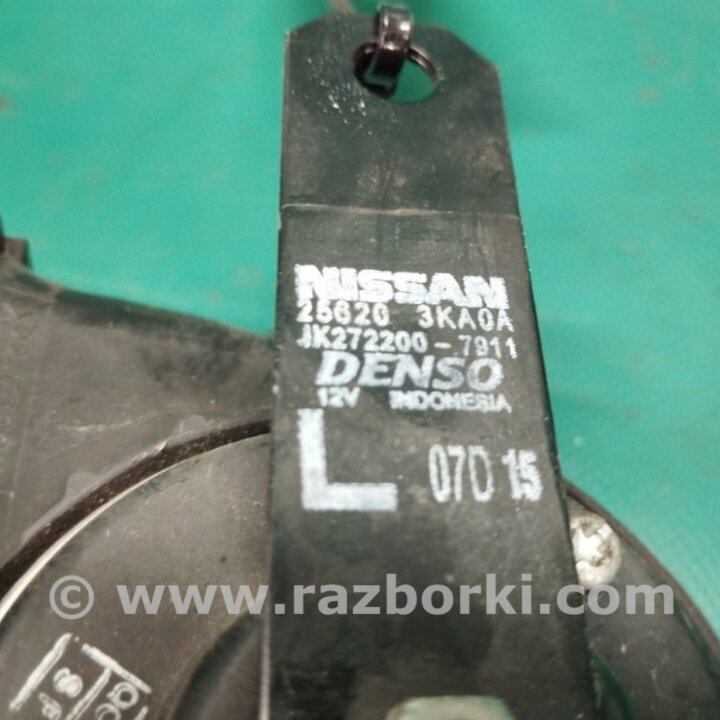 NISSAN
25620 3KA0A
JK272200-7911
DENSO
12V INDONESIA
L 07D 15
© www.razborki.com